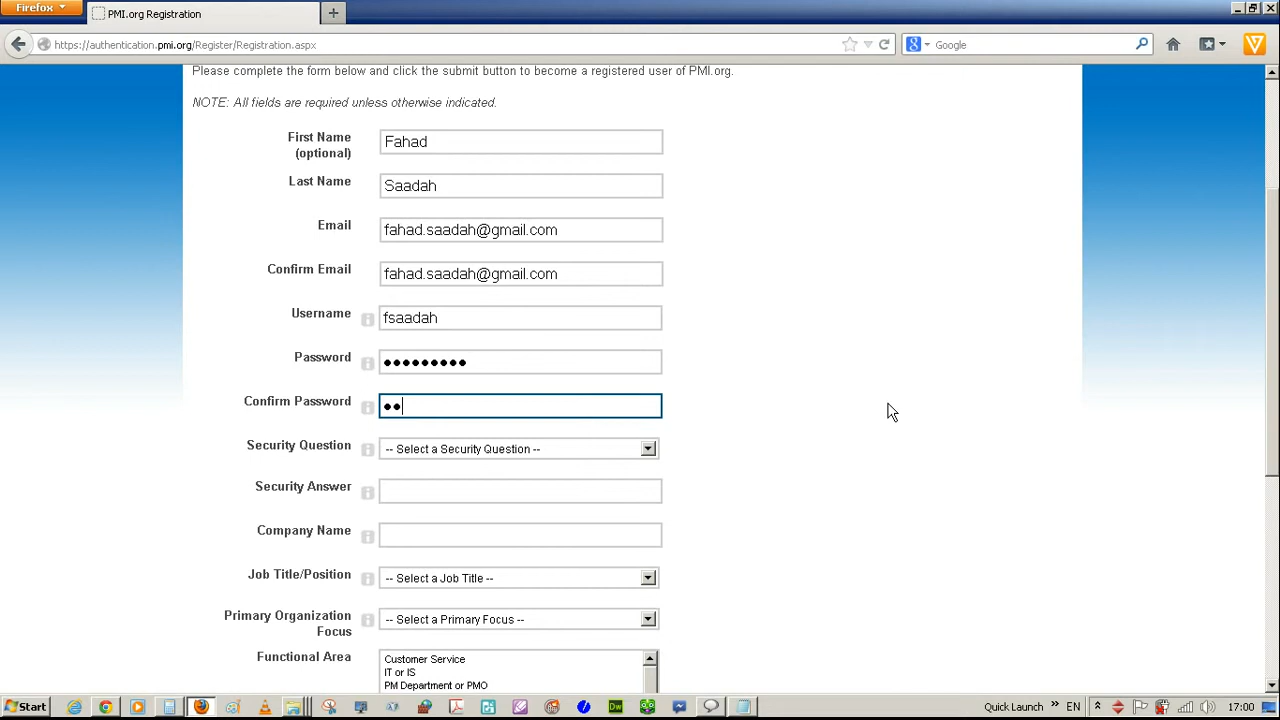 Firefox
PMI.org Registration
https://authentication.pmi.org/Register/Registration.aspx
Google
Please complete the form below and click the submit button to become a registered user of PMI.org.
NOTE: All fields are required unless otherwise indicated.
First Name
(optional)
Fahad
Last Name
Saadah
Email
fahad.saadah@gmail.com
Confirm Email
fahad.saadah@gmail.com
Username
fsaadah
Password
•••••••••
Confirm Password
••
Security Question
-- Select a Security Question --
Security Answer
Company Name
Job Title/Position
-- Select a Job Title --
Primary Organization
Focus
-- Select a Primary Focus --
Functional Area
Customer Service
IT or IS
PM Department or PMO
Start
Quick Launch
EN
17:00